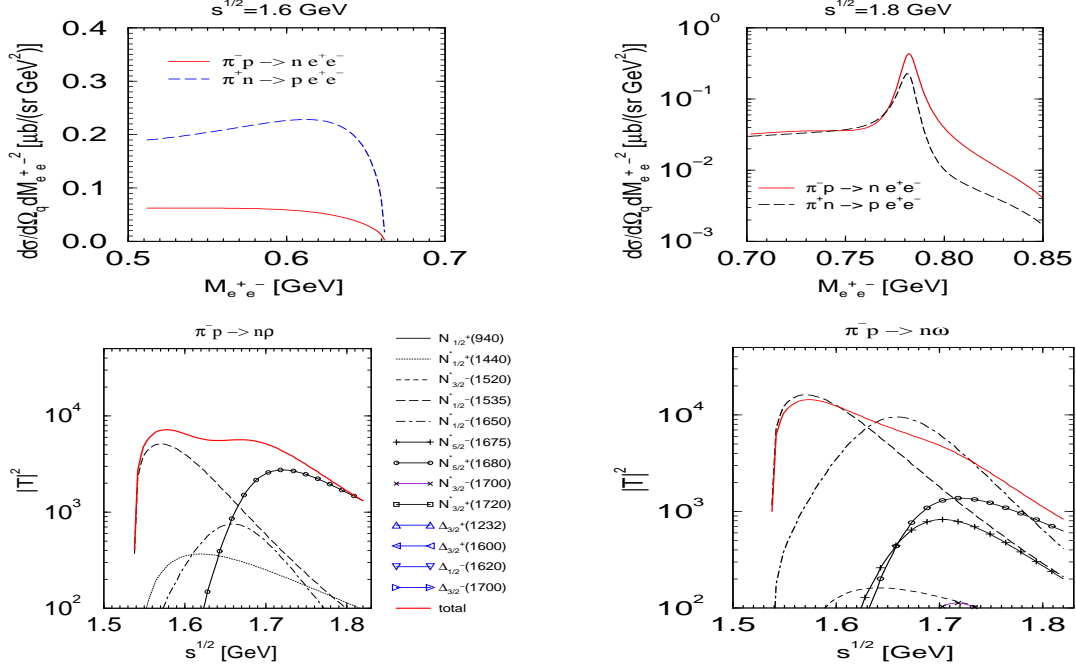 s^{1/2}=1.6 GeV
dσ/dΩ_q dM_{e^+e^-}^2 [μb/(sr GeV^2)]
0.4
0.3
0.2
0.1
0.0
π^-p -> n e^+e^-
π^+n -> p e^+e^-
0.5 0.6 0.7
M_{e^+e^-} [GeV]
s^{1/2}=1.8 GeV
dσ/dΩ_q dM_{e^+e^-}^2 [μb/(sr GeV^2)]
10^0
10^{-1}
10^{-2}
10^{-3}
π^-p -> n e^+e^-
π^+n -> p e^+e^-
0.70 0.75 0.80 0.85
M_{e^+e^-} [GeV]
π^-p -> nρ
|T|^2
10^4
10^3
10^2
1.5 1.6 1.7 1.8
s^{1/2} [GeV]
N_{1/2^+}(940)
N^*_{1/2^+}(1440)
N^*_{3/2^-}(1520)
N^*_{1/2^-}(1535)
N^*_{1/2^-}(1650)
N^*_{5/2^-}(1675)
N^*_{5/2^+}(1680)
N^*_{3/2^-}(1700)
N^*_{3/2^+}(1720)
Δ_{3/2^+}(1232)
Δ_{3/2^+}(1600)
Δ_{1/2^-}(1620)
Δ_{3/2^-}(1700)
total
π^-p -> nω
|T|^2
10^4
10^3
10^2
1.5 1.6 1.7 1.8
s^{1/2} [GeV]